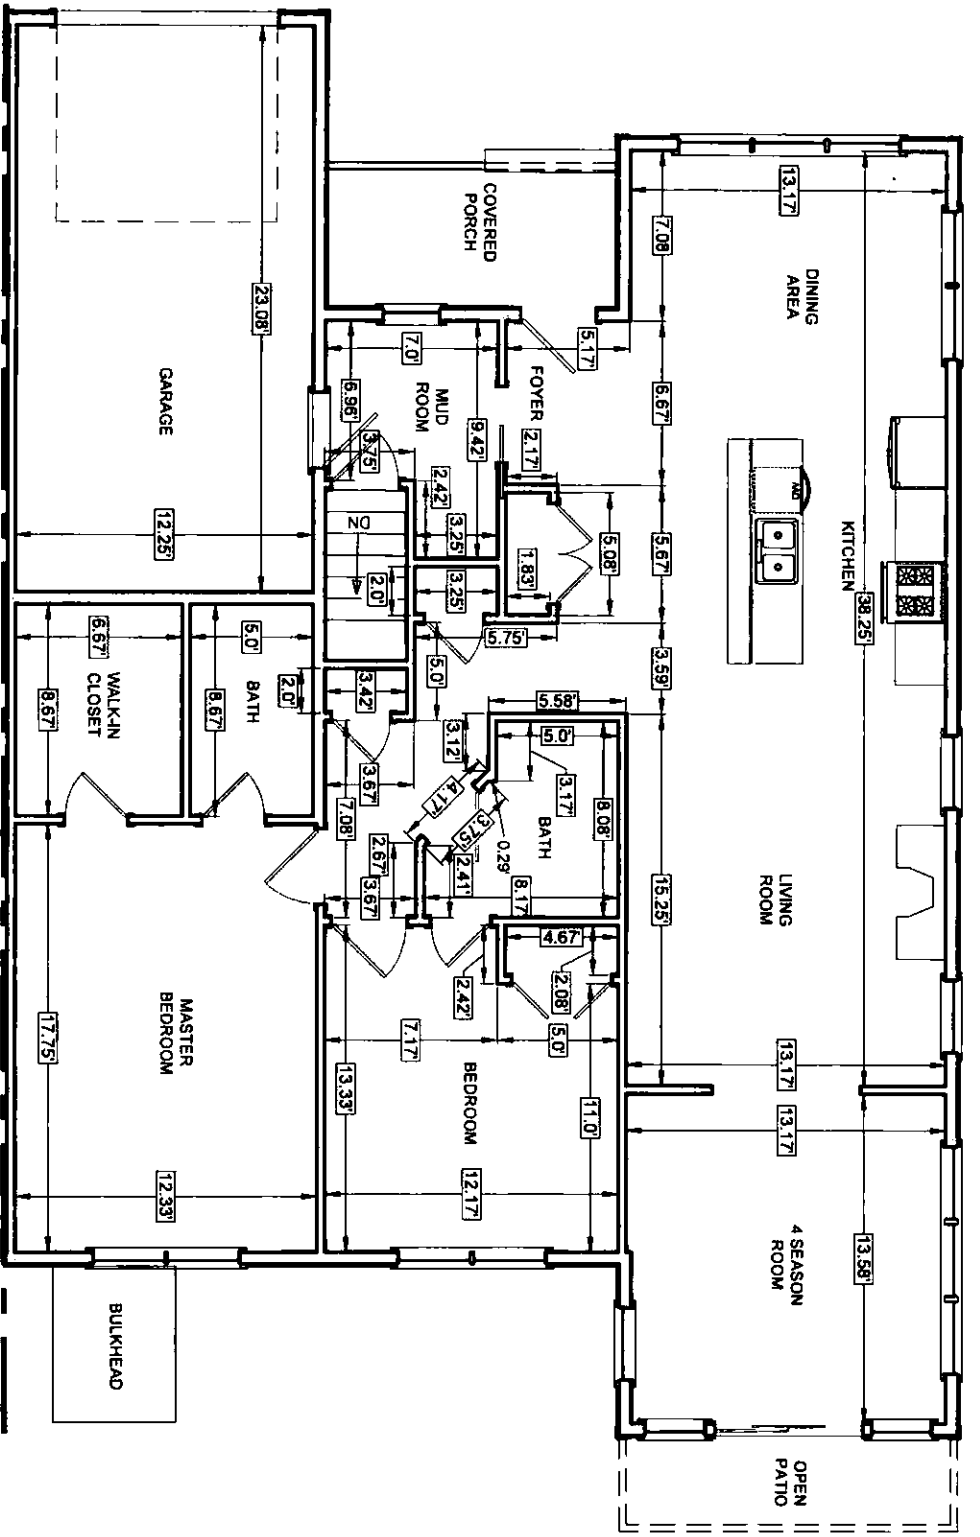 COVERED
PORCH
13.17'
7.08
DINING
AREA
23.08'
GARAGE
12.25'
7.0'
6.96'
MUD
ROOM
9.42'
3.75'
2.42'
3.25'
FOYER
5.17'
2.17'
6.67'
5.08'
1.83'
5.67'
KITCHEN
38.25'
DN
2.0'
3.25'
5.75'
5.0'
3.59'
6.67'
WALK-IN
CLOSET
8.67'
5.0'
BATH
8.67'
2.0'
3.42'
3.67'
7.08'
5.58'
5.0'
3.12'
3.17'
4.17'
3.75
0.29'
BATH
8.08'
2.67'
2.41'
3.67'
8.17'
LIVING
ROOM
15.25'
13.17'
4.67'
2.08'
2.42'
5.0'
7.17'
BEDROOM
13.33'
11.0'
12.17'
MASTER
BEDROOM
17.75'
12.33'
13.17'
4 SEASON
ROOM
13.58'
BULKHEAD
OPEN
PATIO